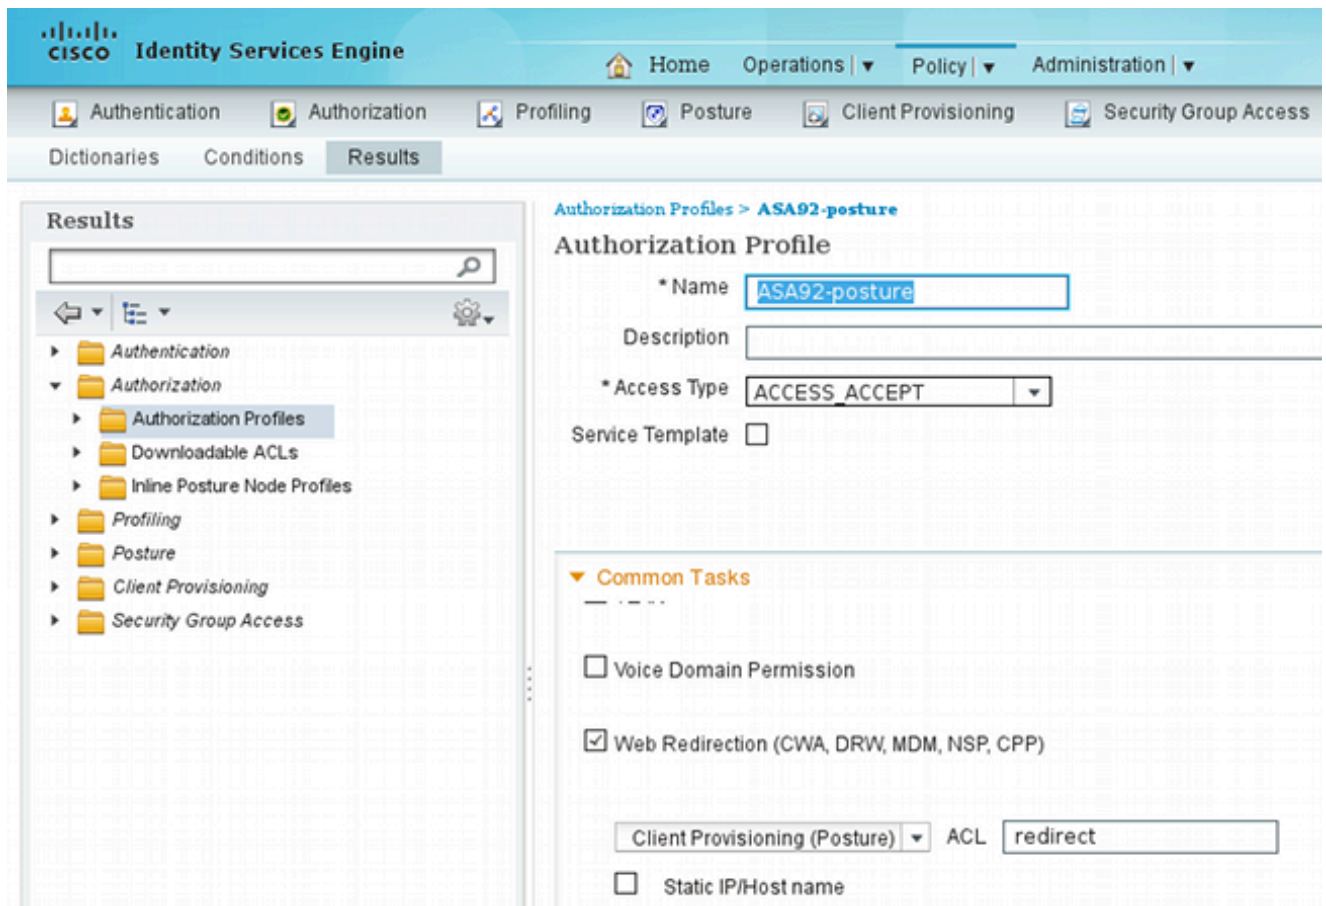 CISCO Identity Services Engine
Home Operations | ▼ Policy | ▼ Administration | ▼
Authentication Authorization Profiling Posture Client Provisioning Security Group Access
Dictionaries Conditions Results
Results
Authentication
Authorization
Authorization Profiles
Downloadable ACLs
Inline Posture Node Profiles
Profiling
Posture
Client Provisioning
Security Group Access
Authorization Profiles > ASA92-posture
Authorization Profile
* Name ASA92-posture
Description
* Access Type ACCESS_ACCEPT
Service Template
Common Tasks
Voice Domain Permission
Web Redirection (CWA, DRW, MDM, NSP, CPP)
Client Provisioning (Posture) ACL redirect
Static IP/Host name